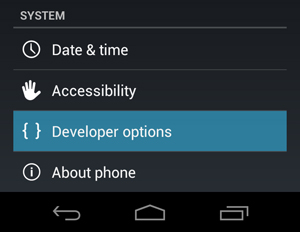 SYSTEM
Date & time
Accessibility
{ } Developer options
About phone